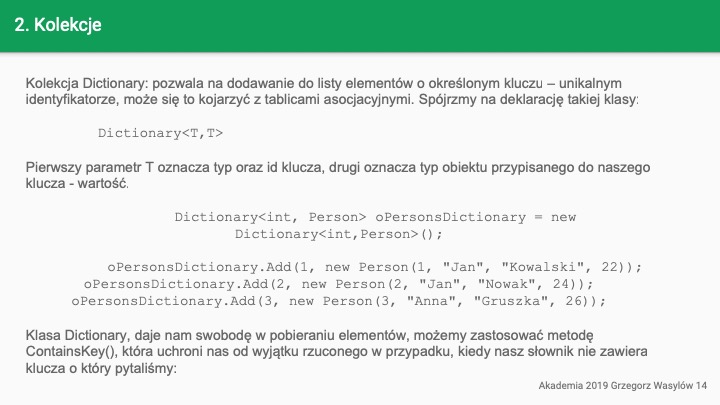 2. Kolekcje
Kolekcja Dictionary: pozwala na dodawanie do listy elementów o określonym kluczu – unikalnym
identyfikatorze, może się to kojarzyć z tablicami asocjacyjnymi. Spójrzmy na deklarację takiej klasy:
Dictionary<T,T>
Pierwszy parametr T oznacza typ oraz id klucza, drugi oznacza typ obiektu przypisanego do naszego
klucza - wartość.
Dictionary<int, Person> oPersonsDictionary = new
Dictionary<int,Person>();
oPersonsDictionary.Add(1, new Person(1, "Jan", "Kowalski", 22));
oPersonsDictionary.Add(2, new Person(2, "Jan", "Nowak", 24));
oPersonsDictionary.Add(3, new Person(3, "Anna", "Gruszka", 26));
Klasa Dictionary, daje nam swobodę w pobieraniu elementów, możemy zastosować metodę
ContainsKey(), która uchroni nas od wyjątku rzuconego w przypadku, kiedy nasz słownik nie zawiera
klucza o który pytaliśmy:
Akademia 2019 Grzegorz Wasylów 14